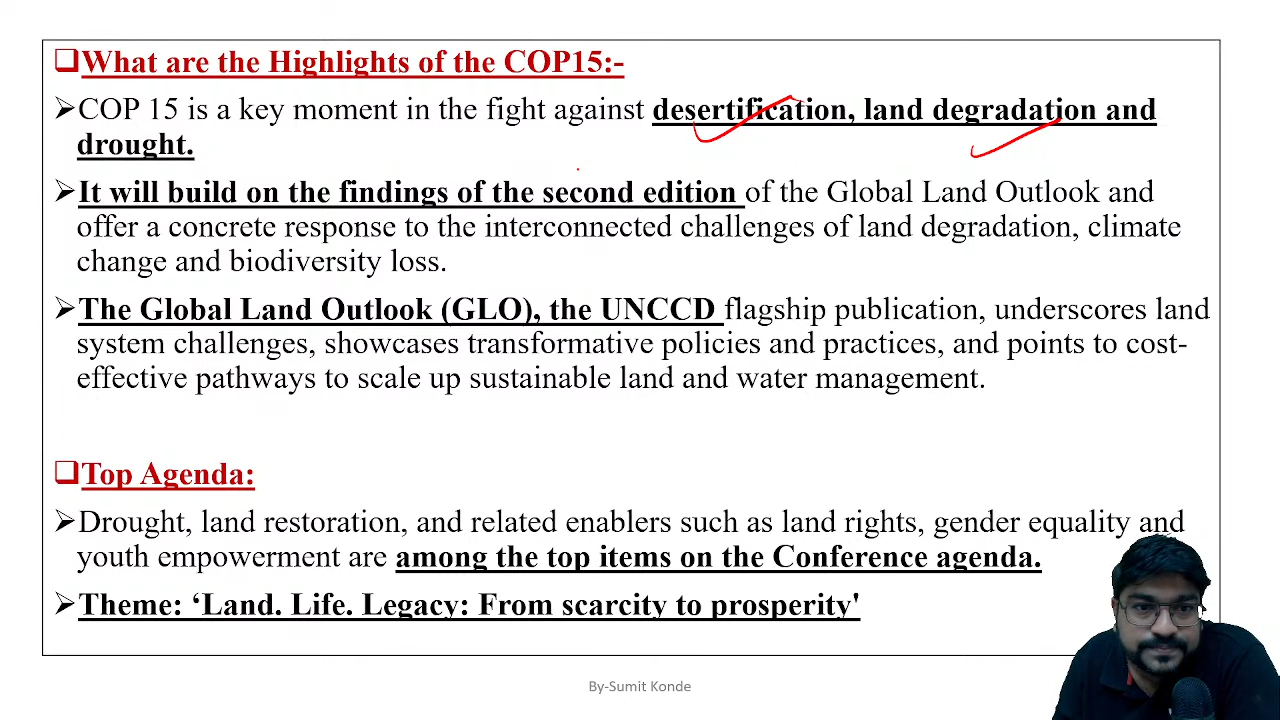 ❑What are the Highlights of the COP15:-
➢COP 15 is a key moment in the fight against desertification, land degradation and
drought.
➢It will build on the findings of the second edition of the Global Land Outlook and
offer a concrete response to the interconnected challenges of land degradation, climate
change and biodiversity loss.
➢The Global Land Outlook (GLO), the UNCCD flagship publication, underscores land
system challenges, showcases transformative policies and practices, and points to cost-
effective pathways to scale up sustainable land and water management.
❑Top Agenda:
➢Drought, land restoration, and related enablers such as land rights, gender equality and
youth empowerment are among the top items on the Conference agenda.
➢Theme: ‘Land. Life. Legacy: From scarcity to prosperity'
By-Sumit Konde